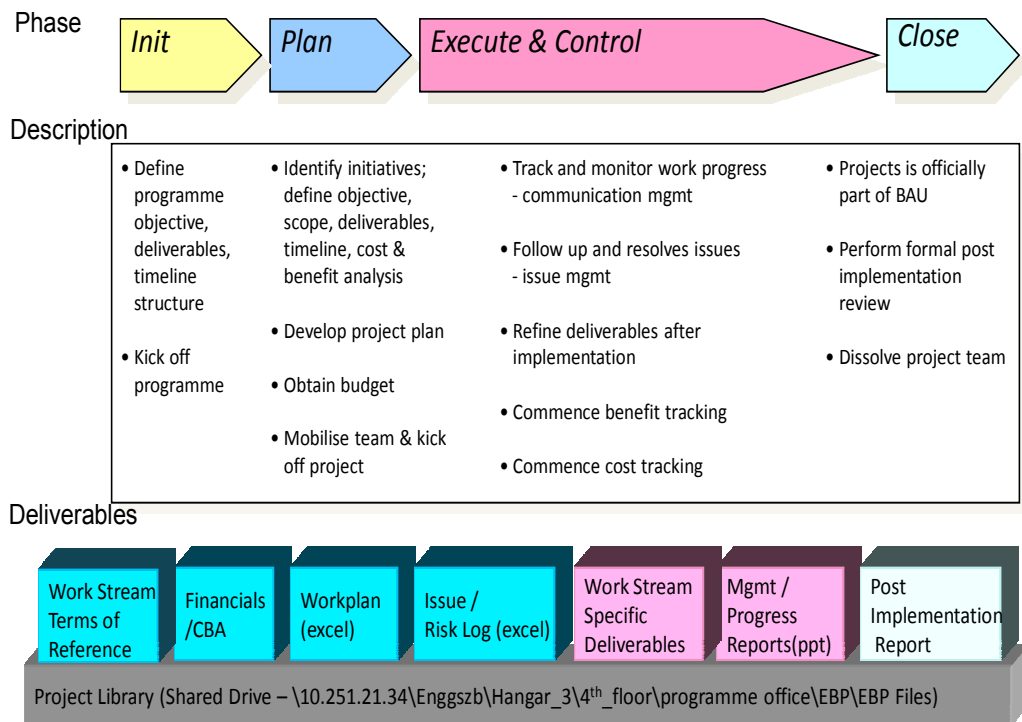 Phase
Init
Plan
Execute & Control
Close
Description
• Define
programme
objective,
deliverables,
timeline
structure
• Kick off
programme
• Identify initiatives;
define objective,
scope, deliverables,
timeline, cost &
benefit analysis
• Develop project plan
• Obtain budget
• Mobilise team & kick
off project
• Track and monitor work progress
- communication mgmt
• Follow up and resolves issues
- issue mgmt
• Refine deliverables after
implementation
• Commence benefit tracking
• Commence cost tracking
• Projects is officially
part of BAU
• Perform formal post
implementation
review
• Dissolve project team
Deliverables
Work Stream
Terms of
Reference
Financials
/CBA
Workplan
(excel)
Issue /
Risk Log (excel)
Work Stream
Specific
Deliverables
Mgmt /
Progress
Reports(ppt)
Post
Implementation
Report
Project Library (Shared Drive – \10.251.21.34\Enggszb\Hangar_3\4th_floor\programme office\EBP\EBP Files)